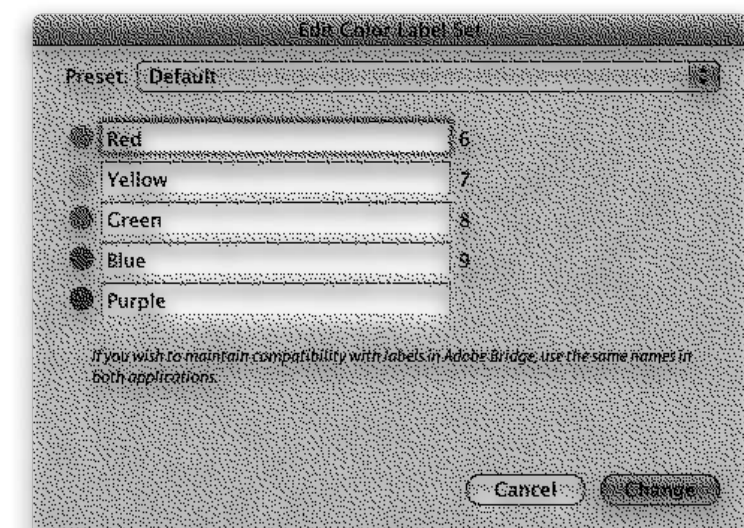 Edit Color Label Set
Preset: Default
Red 6
Yellow 7
Green 8
Blue 9
Purple
If you wish to maintain compatibility with labels in Adobe Bridge, use the same names in
both applications.
Cancel Change